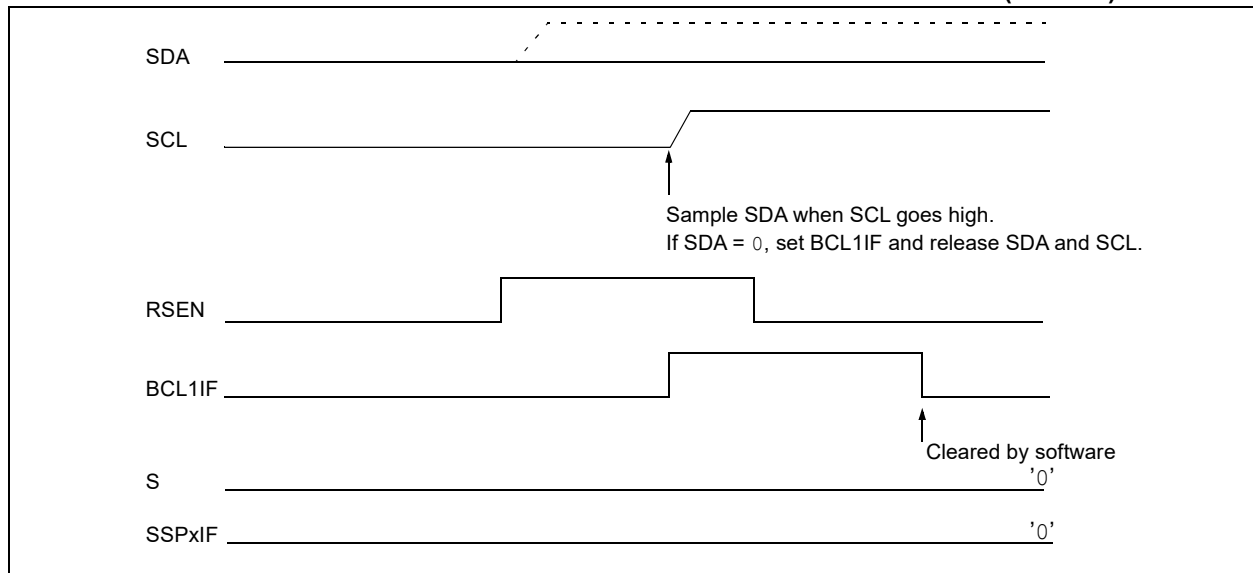 SDA
SCL
Sample SDA when SCL goes high.
If SDA = 0, set BCL1IF and release SDA and SCL.
RSEN
BCL1IF
Cleared by software
S
'0'
SSPxIF
'0'